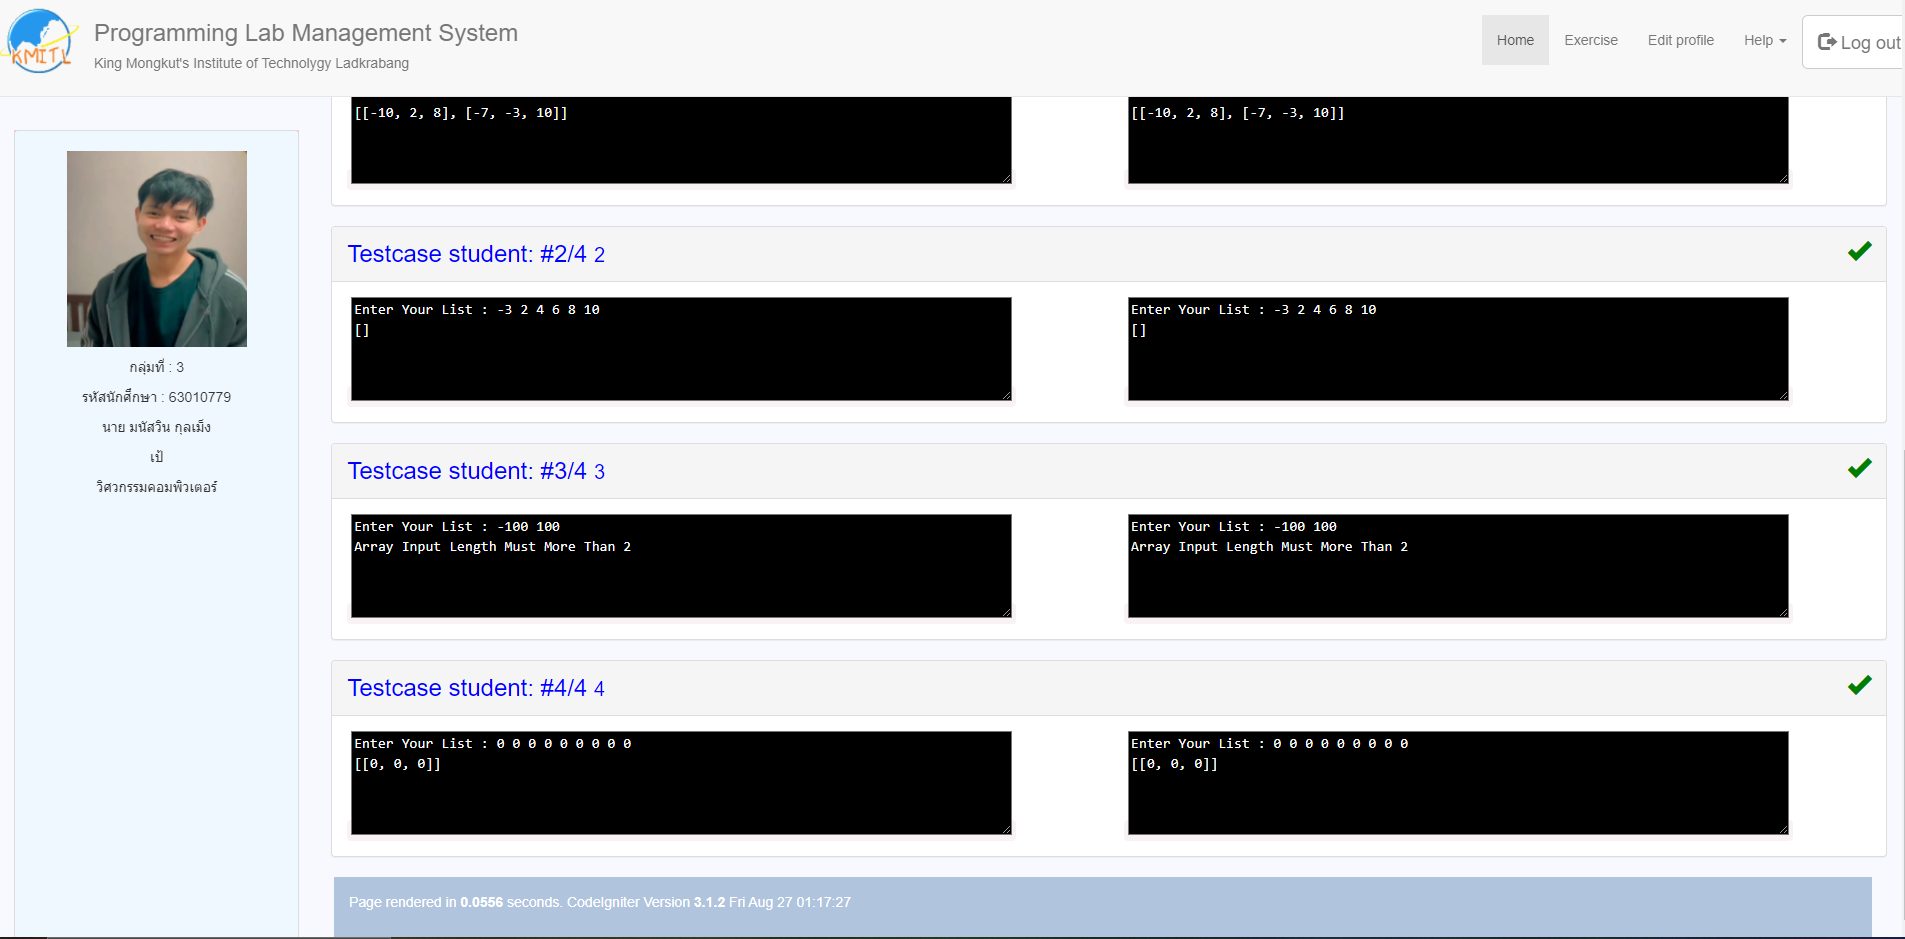 KMITL
Programming Lab Management System
King Mongkut's Institute of Technolygy Ladkrabang
Home
Exercise
Edit profile
Help
Log out
กลุ่มที่ : 3
รหัสนักศึกษา : 63010779
นาย มนัสวิน กุลเม็ง
เป้
วิศวกรรมคอมพิวเตอร์
[[-10, 2, 8], [-7, -3, 10]]
[[-10, 2, 8], [-7, -3, 10]]
Testcase student: #2/4 2
Enter Your List : -3 2 4 6 8 10
[]
Enter Your List : -3 2 4 6 8 10
[]
Testcase student: #3/4 3
Enter Your List : -100 100
Array Input Length Must More Than 2
Enter Your List : -100 100
Array Input Length Must More Than 2
Testcase student: #4/4 4
Enter Your List : 0 0 0 0 0 0 0 0 0
[[0, 0, 0]]
Enter Your List : 0 0 0 0 0 0 0 0 0
[[0, 0, 0]]
Page rendered in 0.0556 seconds. CodeIgniter Version 3.1.2 Fri Aug 27 01:17:27